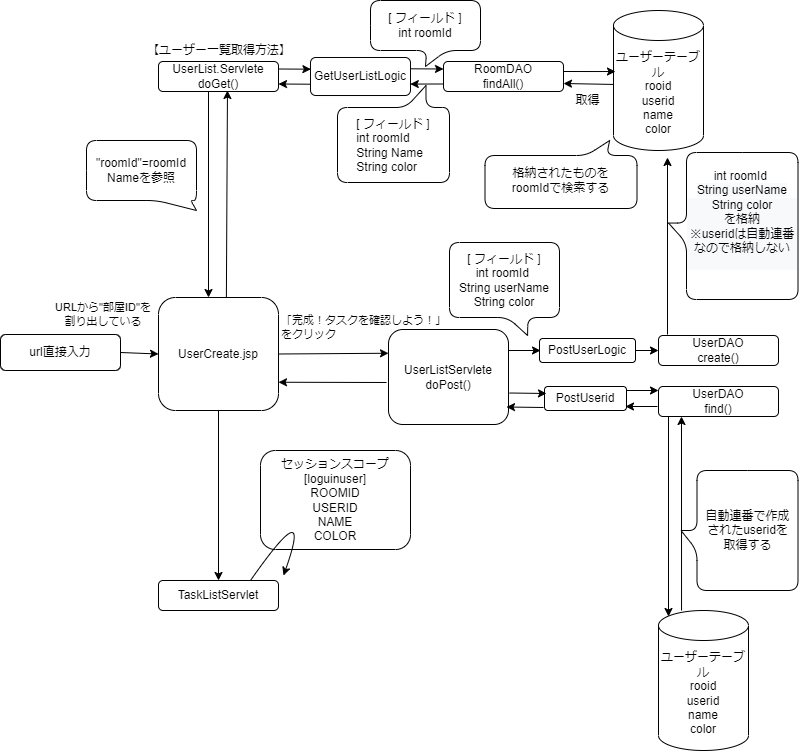 [ フィールド ]
int roomId
【ユーザー一覧取得方法】
UserList.Servlete
doGet()
GetUserListLogic
RoomDAO
findAll()
取得
ユーザーテーブ
ル
rooid
userid
name
color
[ フィールド ]
int roomId
String Name
String color
"roomId"=roomId
Nameを参照
格納されたものを
roomIdで検索する
int roomId
String userName
String color
を格納
※useridは自動連番
なので格納しない
[ フィールド ]
int roomId
String userName
String color
URLから"部屋ID"を
割り出している
「完成！タスクを確認しよう！」
をクリック
url直接入力
UserCreate.jsp
UserListServlete
doPost()
PostUserLogic
UserDAO
create()
PostUserid
UserDAO
find()
セッションスコープ
[loguinuser]
ROOMID
USERID
NAME
COLOR
自動連番で作成
されたuseridを
取得する
TaskListServlet
ユーザーテーブ
ル
rooid
userid
name
color